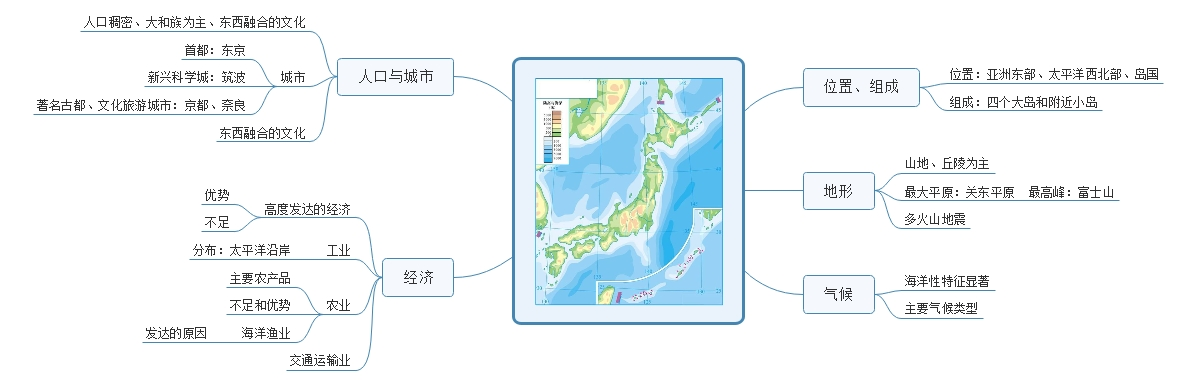 人口稠密、大和族为主、东西融合的文化
首都：东京
新兴科学城：筑波
著名古都、文化旅游城市：京都、奈良
城市
东西融合的文化
人口与城市
优势
不足
高度发达的经济
分布：太平洋沿岸
工业
主要农产品
不足和优势
农业
发达的原因
海洋渔业
交通运输业
经济
位置、组成
位置：亚洲东部、太平洋西北部、岛国
组成：四个大岛和附近小岛
地形
山地、丘陵为主
最大平原：关东平原 最高峰：富士山
多火山地震
气候
海洋性特征显著
主要气候类型